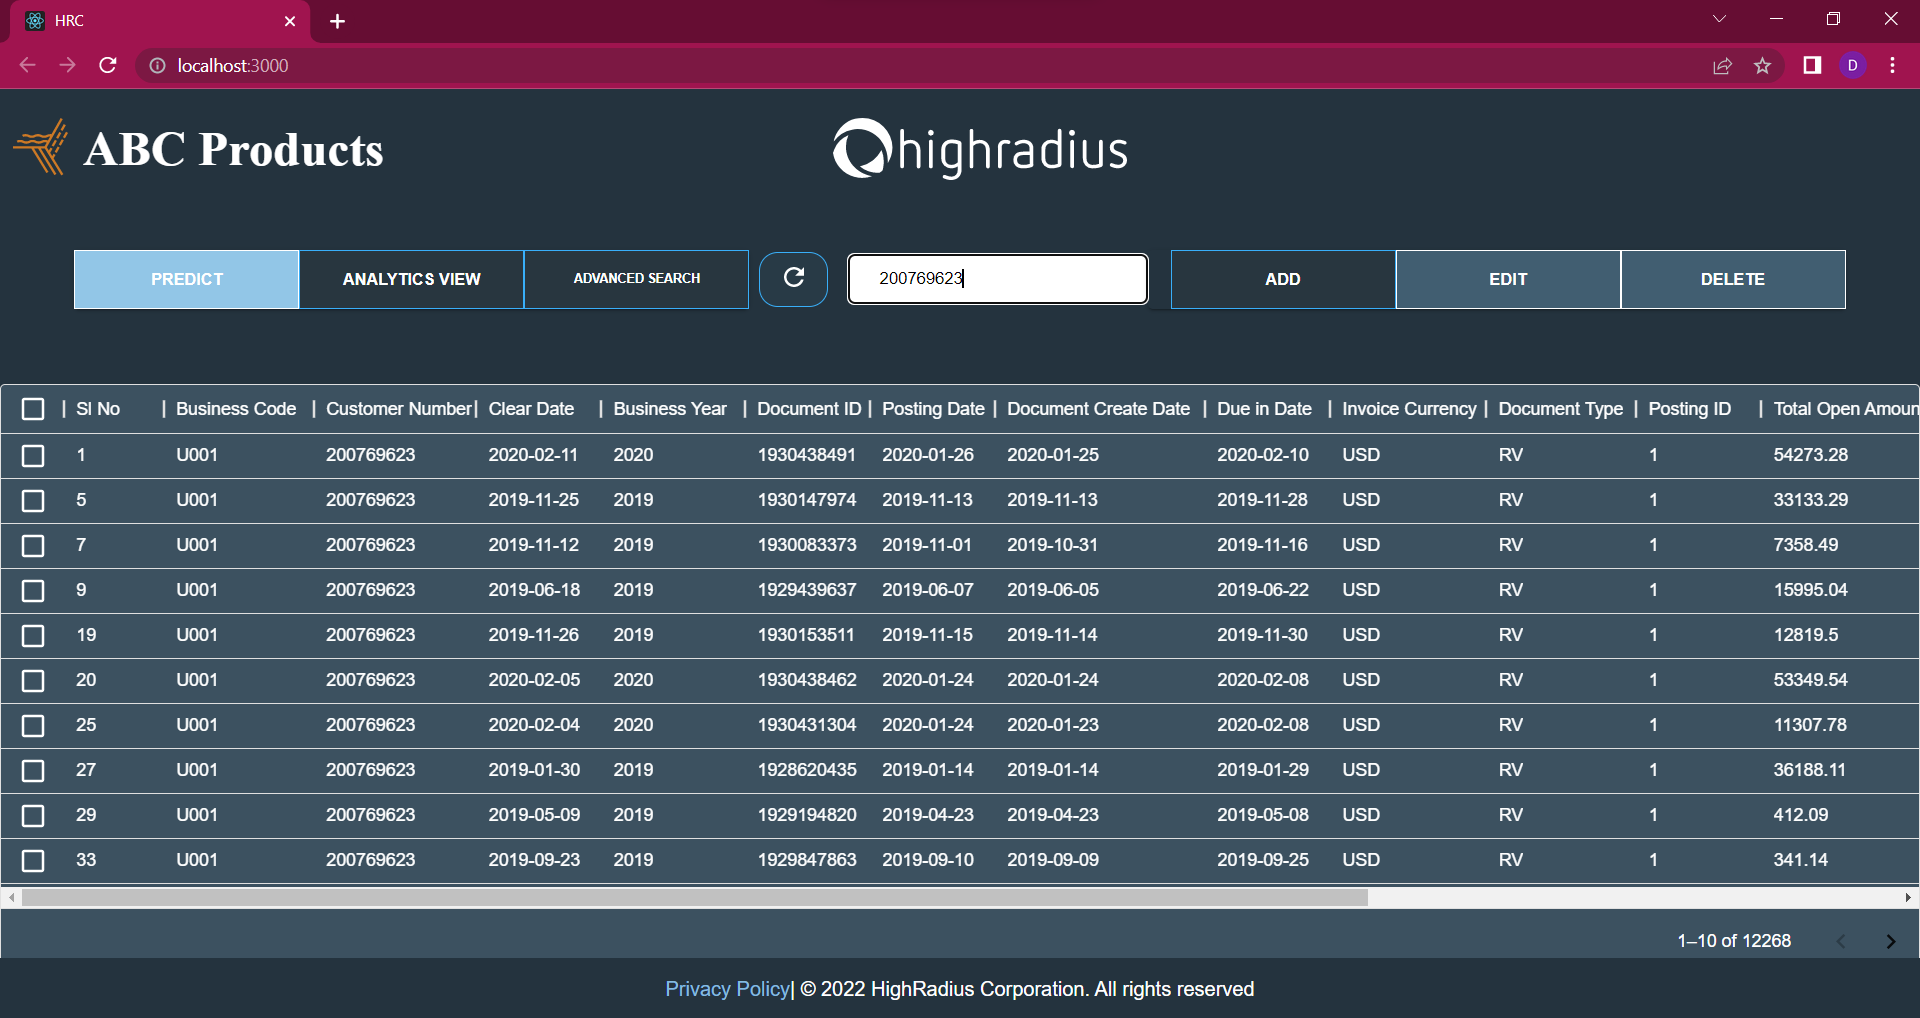 HRC
localhost:3000
D
ABC Products
highradius
PREDICT ANALYTICS VIEW ADVANCED SEARCH 200769623 ADD EDIT DELETE
| Sl No | Business Code | Customer Number | Clear Date | Business Year | Document ID | Posting Date | Document Create Date | Due in Date | Invoice Currency | Document Type | Posting ID | Total Open Amoun
1 U001 200769623 2020-02-11 2020 1930438491 2020-01-26 2020-01-25 2020-02-10 USD RV 1 54273.28
5 U001 200769623 2019-11-25 2019 1930147974 2019-11-13 2019-11-13 2019-11-28 USD RV 1 33133.29
7 U001 200769623 2019-11-12 2019 1930083373 2019-11-01 2019-10-31 2019-11-16 USD RV 1 7358.49
9 U001 200769623 2019-06-18 2019 1929439637 2019-06-07 2019-06-05 2019-06-22 USD RV 1 15995.04
19 U001 200769623 2019-11-26 2019 1930153511 2019-11-15 2019-11-14 2019-11-30 USD RV 1 12819.5
20 U001 200769623 2020-02-05 2020 1930438462 2020-01-24 2020-01-24 2020-02-08 USD RV 1 53349.54
25 U001 200769623 2020-02-04 2020 1930431304 2020-01-24 2020-01-23 2020-02-08 USD RV 1 11307.78
27 U001 200769623 2019-01-30 2019 1928620435 2019-01-14 2019-01-14 2019-01-29 USD RV 1 36188.11
29 U001 200769623 2019-05-09 2019 1929194820 2019-04-23 2019-04-23 2019-05-08 USD RV 1 412.09
33 U001 200769623 2019-09-23 2019 1929847863 2019-09-10 2019-09-09 2019-09-25 USD RV 1 341.14
1–10 of 12268
Privacy Policy| © 2022 HighRadius Corporation. All rights reserved